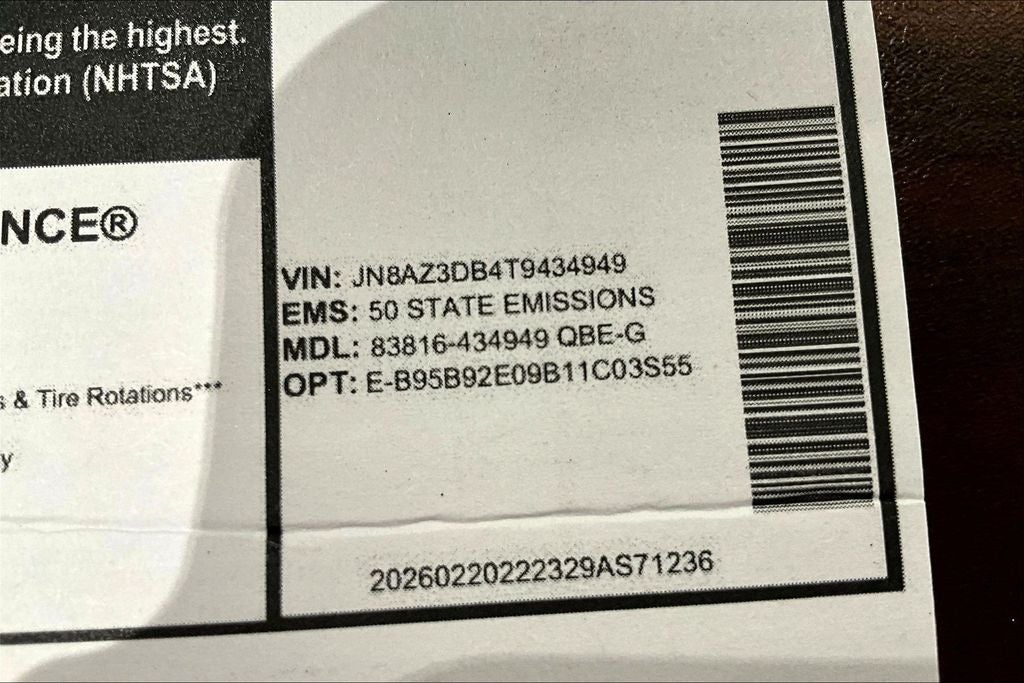 eing the highest.
ation (NHTSA)
NCE®
VIN: JN8AZ3DB4T9434949
EMS: 50 STATE EMISSIONS
MDL: 83816-434949 QBE-G
OPT: E-B95B92E09B11C03S55
s & Tire Rotations***
y
20260220222329AS71236